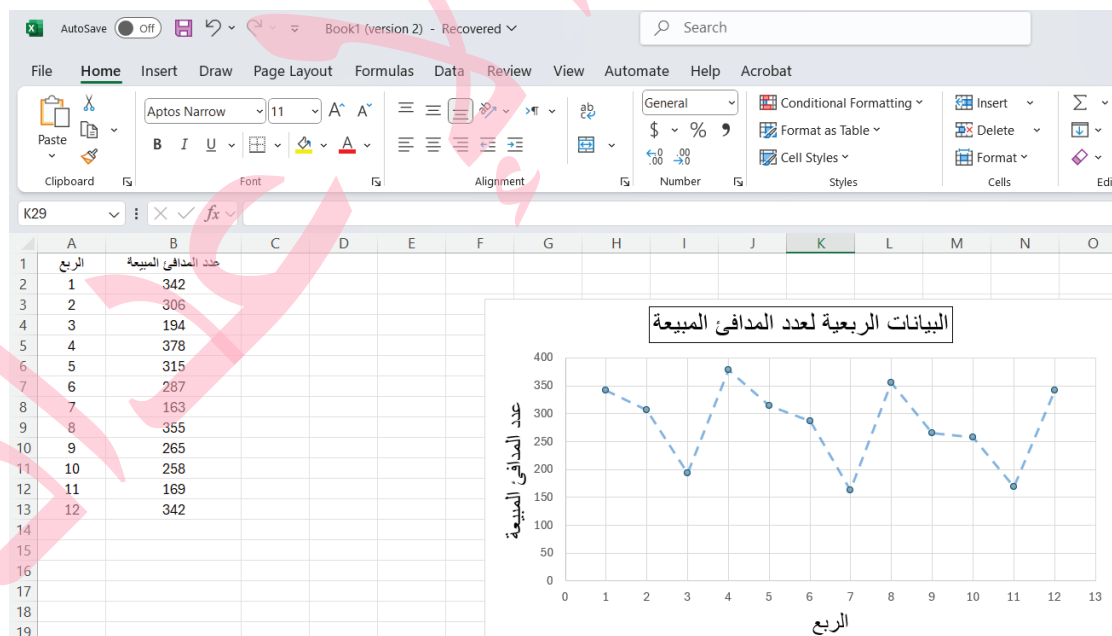 AutoSave Off Book1 (version 2) - Recovered Search
File Home Insert Draw Page Layout Formulas Data Review View Automate Help Acrobat
Aptos Narrow 11 ab General Conditional Formatting Insert
Paste B I U $ % Format as Table Delete
Cell Styles Format
Clipboard Font Alignment Number Styles Cells Edi
K29 fx
A B C D E F G H I J K L M N O
1 الربع عدد المدافئ المبيعة
2 1 342
3 2 306
4 3 194
5 4 378
6 5 315
7 6 287
8 7 163
9 8 355
10 9 265
11 10 258
12 11 169
13 12 342
14
15
16
17
18
19
البيانات الربعية لعدد المدافئ المبيعة
400
350
300
250
200
150
100
50
0
عدد المدافئ المبيعة
0 1 2 3 4 5 6 7 8 9 10 11 12 13
الربع